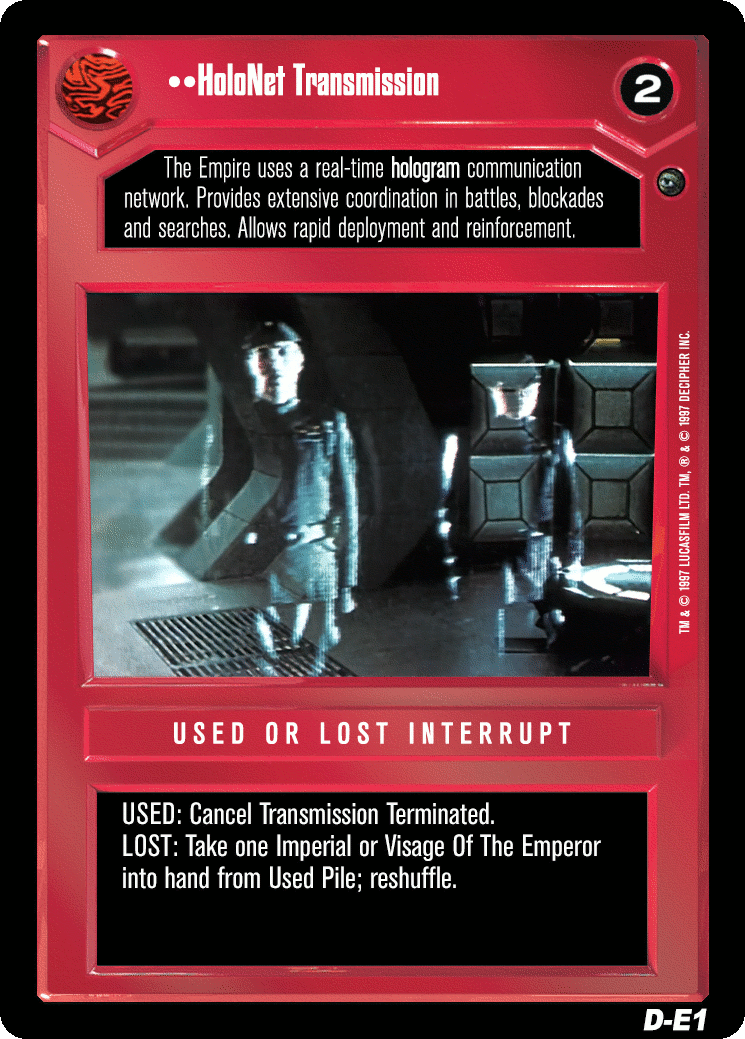 ••HoloNet Transmission
2
The Empire uses a real-time hologram communication
network. Provides extensive coordination in battles, blockades
and searches. Allows rapid deployment and reinforcement.
TM & © 1997 LUCASFILM LTD. TM, ® & © 1997 DECIPHER INC.
USED OR LOST INTERRUPT
USED: Cancel Transmission Terminated.
LOST: Take one Imperial or Visage Of The Emperor
into hand from Used Pile; reshuffle.
D-E1